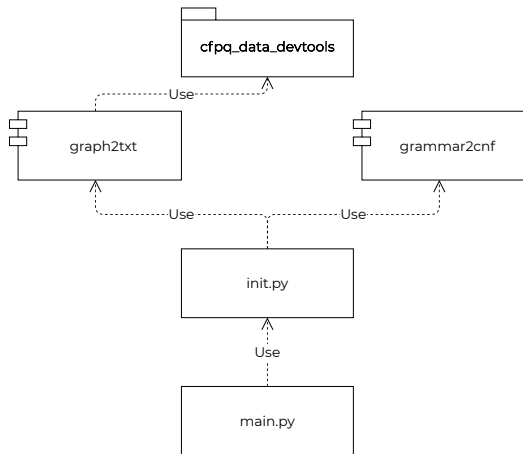 cfpq_data_devtools
Use
graph2txt
grammar2cnf
Use
Use
init.py
Use
main.py